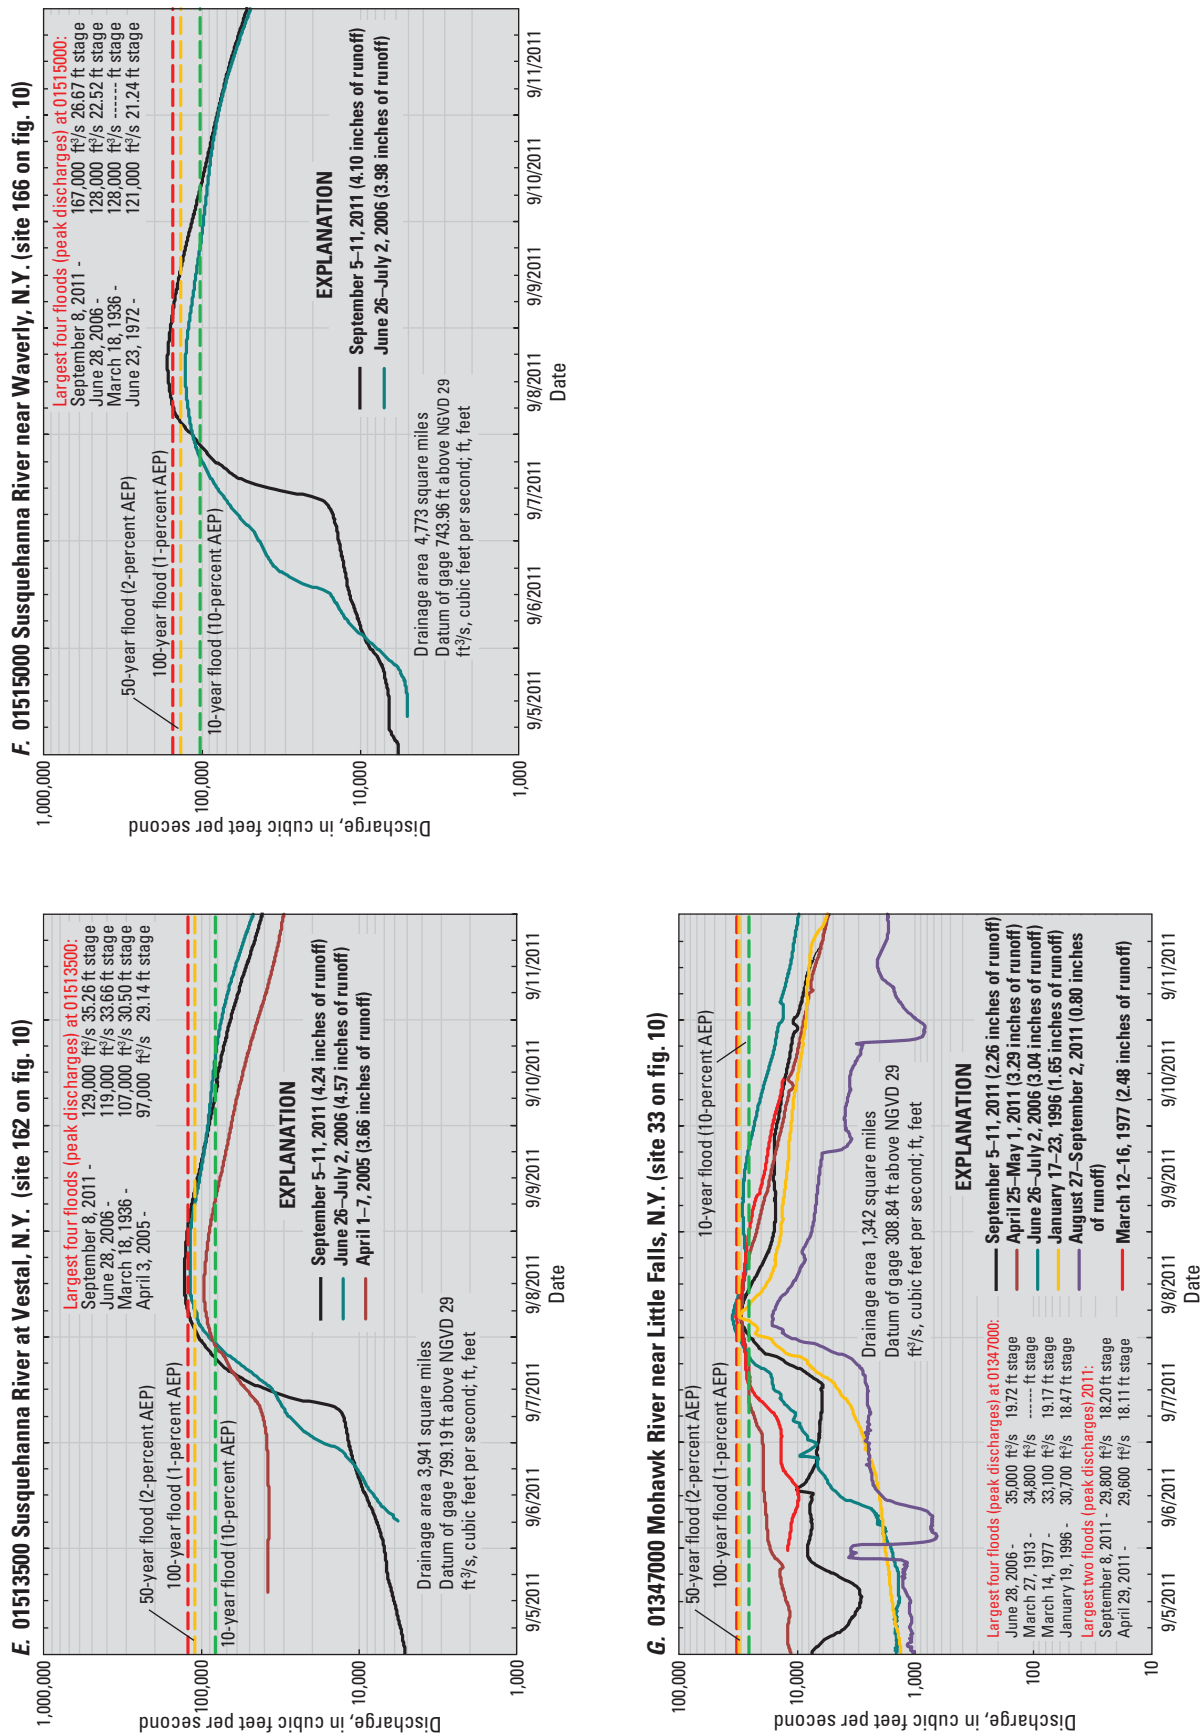 E. 01513500 Susquehanna River at Vestal, N.Y. (site 162 on fig. 10)
1,000,000
100,000
10,000
1,000
Discharge, in cubic feet per second
50-year flood (2-percent AEP)
100-year flood (1-percent AEP)
10-year flood (10-percent AEP)
Largest four floods (peak discharges) at 01513500:
September 8, 2011 - 129,000 ft³/s 35.26 ft stage
June 28, 2006 - 119,000 ft³/s 33.66 ft stage
March 18, 1936 - 107,000 ft³/s 30.50 ft stage
April 3, 2005 - 97,000 ft³/s 29.14 ft stage
EXPLANATION
September 5–11, 2011 (4.24 inches of runoff)
June 26–July 2, 2006 (4.57 inches of runoff)
April 1–7, 2005 (3.66 inches of runoff)
Drainage area 3,941 square miles
Datum of gage 799.19 ft above NGVD 29
ft³/s, cubic feet per second; ft, feet
9/5/2011 9/6/2011 9/7/2011 9/8/2011 9/9/2011 9/10/2011 9/11/2011
Date
F. 01515000 Susquehanna River near Waverly, N.Y. (site 166 on fig. 10)
1,000,000
100,000
10,000
1,000
Discharge, in cubic feet per second
50-year flood (2-percent AEP)
100-year flood (1-percent AEP)
10-year flood (10-percent AEP)
Largest four floods (peak discharges) at 01515000:
September 8, 2011 - 167,000 ft³/s 26.67 ft stage
June 28, 2006 - 128,000 ft³/s 22.52 ft stage
March 18, 1936 - 128,000 ft³/s ------ ft stage
June 23, 1972 - 121,000 ft³/s 21.24 ft stage
EXPLANATION
September 5–11, 2011 (4.10 inches of runoff)
June 26–July 2, 2006 (3.98 inches of runoff)
Drainage area 4,773 square miles
Datum of gage 743.96 ft above NGVD 29
ft³/s, cubic feet per second; ft, feet
9/5/2011 9/6/2011 9/7/2011 9/8/2011 9/9/2011 9/10/2011 9/11/2011
Date
G. 01347000 Mohawk River near Little Falls, N.Y. (site 33 on fig. 10)
100,000
10,000
1,000
10
Discharge, in cubic feet per second
50-year flood (2-percent AEP)
100-year flood (1-percent AEP)
10-year flood (10-percent AEP)
Drainage area 1,342 square miles
Datum of gage 308.84 ft above NGVD 29
ft³/s, cubic feet per second; ft, feet
EXPLANATION
September 5–11, 2011 (2.26 inches of runoff)
April 25–May 1, 2011 (3.29 inches of runoff)
June 26–July 2, 2006 (3.04 inches of runoff)
January 17–23, 1996 (1.65 inches of runoff)
August 27–September 2, 2011 (0.80 inches
of runoff)
March 12–16, 1977 (2.48 inches of runoff)
Largest four floods (peak discharges) at 01347000:
June 28, 2006 - 35,000 ft³/s 19.72 ft stage
March 27, 1913 - 34,800 ft³/s ------ ft stage
March 14, 1977 - 33,100 ft³/s 19.17 ft stage
January 19, 1996 - 30,700 ft³/s 18.47 ft stage
Largest two floods (peak discharges) 2011:
September 8, 2011 - 29,800 ft³/s 18.20 ft stage
April 29, 2011 - 29,600 ft³/s 18.11 ft stage
9/5/2011 9/6/2011 9/7/2011 9/8/2011 9/9/2011 9/10/2011 9/11/2011
Date